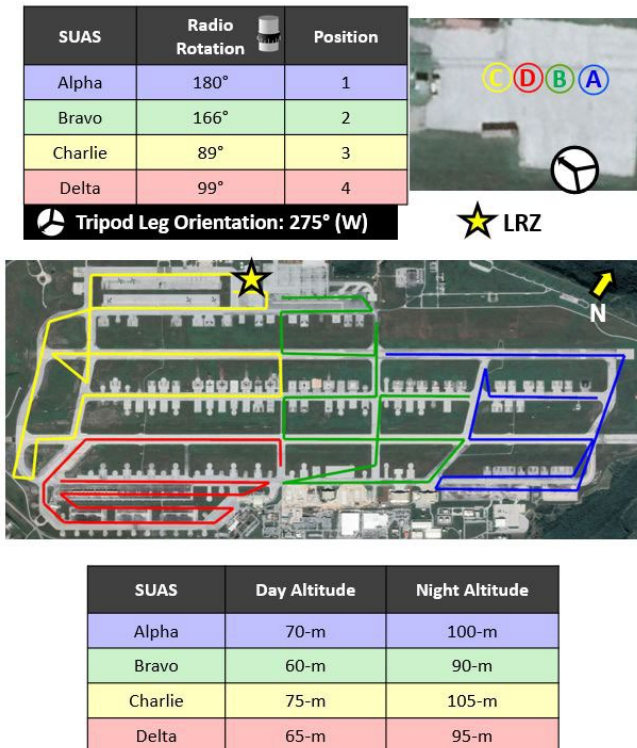 SUAS Radio Rotation Position
Alpha 180° 1
Bravo 166° 2
Charlie 89° 3
Delta 99° 4
Tripod Leg Orientation: 275° (W)
C D B A
LRZ
N
SUAS Day Altitude Night Altitude
Alpha 70-m 100-m
Bravo 60-m 90-m
Charlie 75-m 105-m
Delta 65-m 95-m